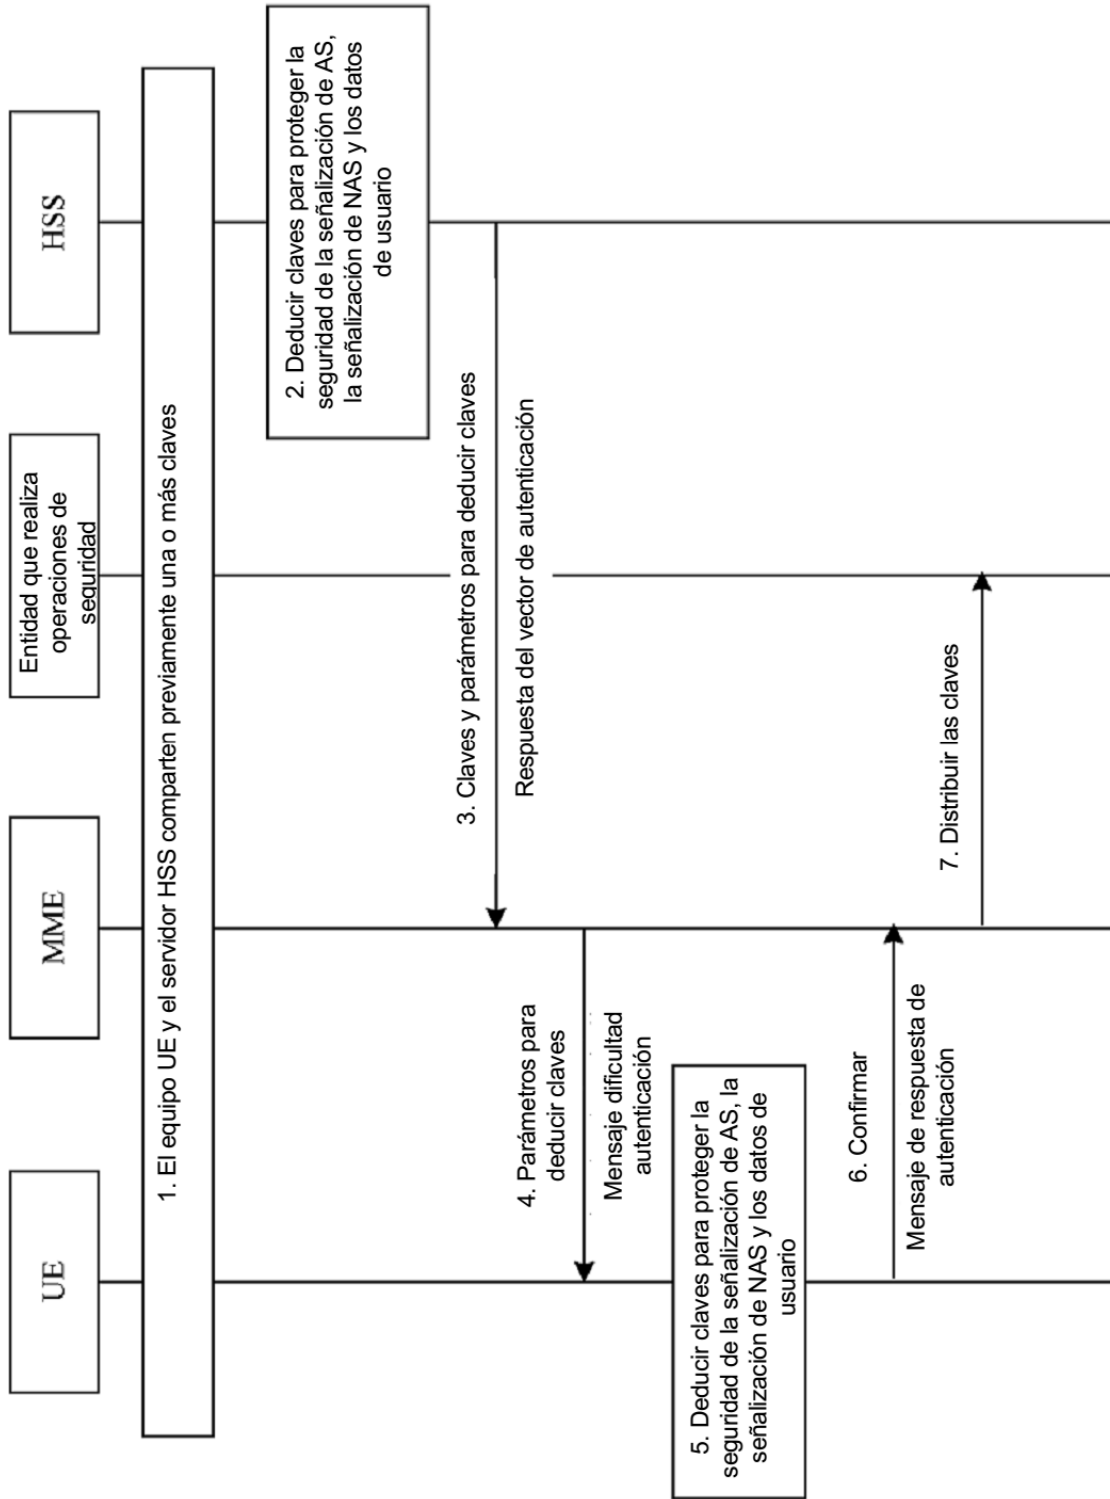 UE
MME
Entidad que realiza
operaciones de
seguridad
HSS
1. El equipo UE y el servidor HSS comparten previamente una o más claves
2. Deducir claves para proteger la
seguridad de la señalización de AS,
la señalización de NAS y los datos
de usuario
3. Claves y parámetros para deducir claves
Respuesta del vector de autenticación
4. Parámetros para
deducir claves
Mensaje dificultad
autenticación
5. Deducir claves para proteger la
seguridad de la señalización de AS, la
señalización de NAS y los datos de
usuario
6. Confirmar
Mensaje de respuesta de
autenticación
7. Distribuir las claves